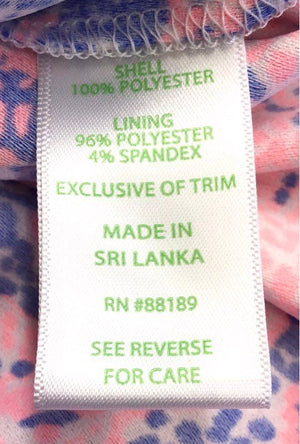 SHELL
100% POLYESTER
LINING
96% POLYESTER
4% SPANDEX
EXCLUSIVE OF TRIM
MADE IN
SRI LANKA
RN #88189
SEE REVERSE
FOR CARE